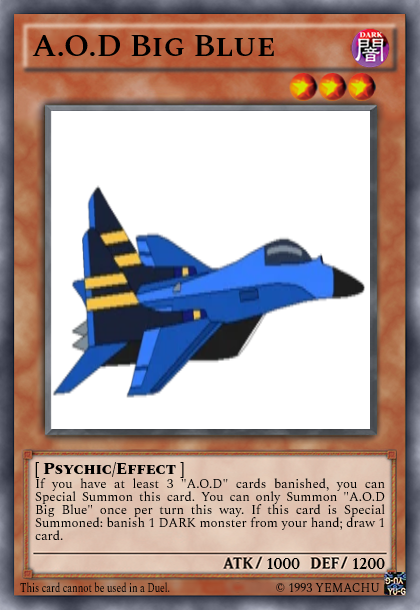 A.O.D Big Blue
DARK
闇
[ Psychic/Effect ]
If you have at least 3 "A.O.D" cards banished, you can
Special Summon this card. You can only Summon "A.O.D
Big Blue" once per turn this way. If this card is Special
Summoned: banish 1 DARK monster from your hand; draw 1
card.
ATK / 1000 DEF / 1200
This card cannot be used in a Duel.
© 1993 YEMACHU
YU-G